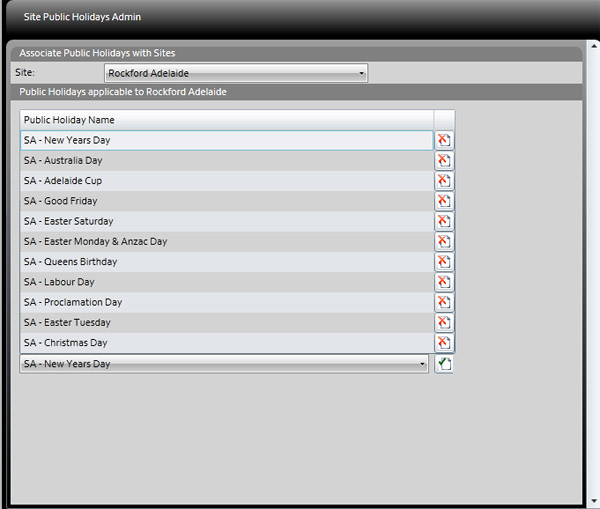 Site Public Holidays Admin
Associate Public Holidays with Sites
Site: Rockford Adelaide
Public Holidays applicable to Rockford Adelaide
Public Holiday Name
SA - New Years Day
SA - Australia Day
SA - Adelaide Cup
SA - Good Friday
SA - Easter Saturday
SA - Easter Monday & Anzac Day
SA - Queens Birthday
SA - Labour Day
SA - Proclamation Day
SA - Easter Tuesday
SA - Christmas Day
SA - New Years Day